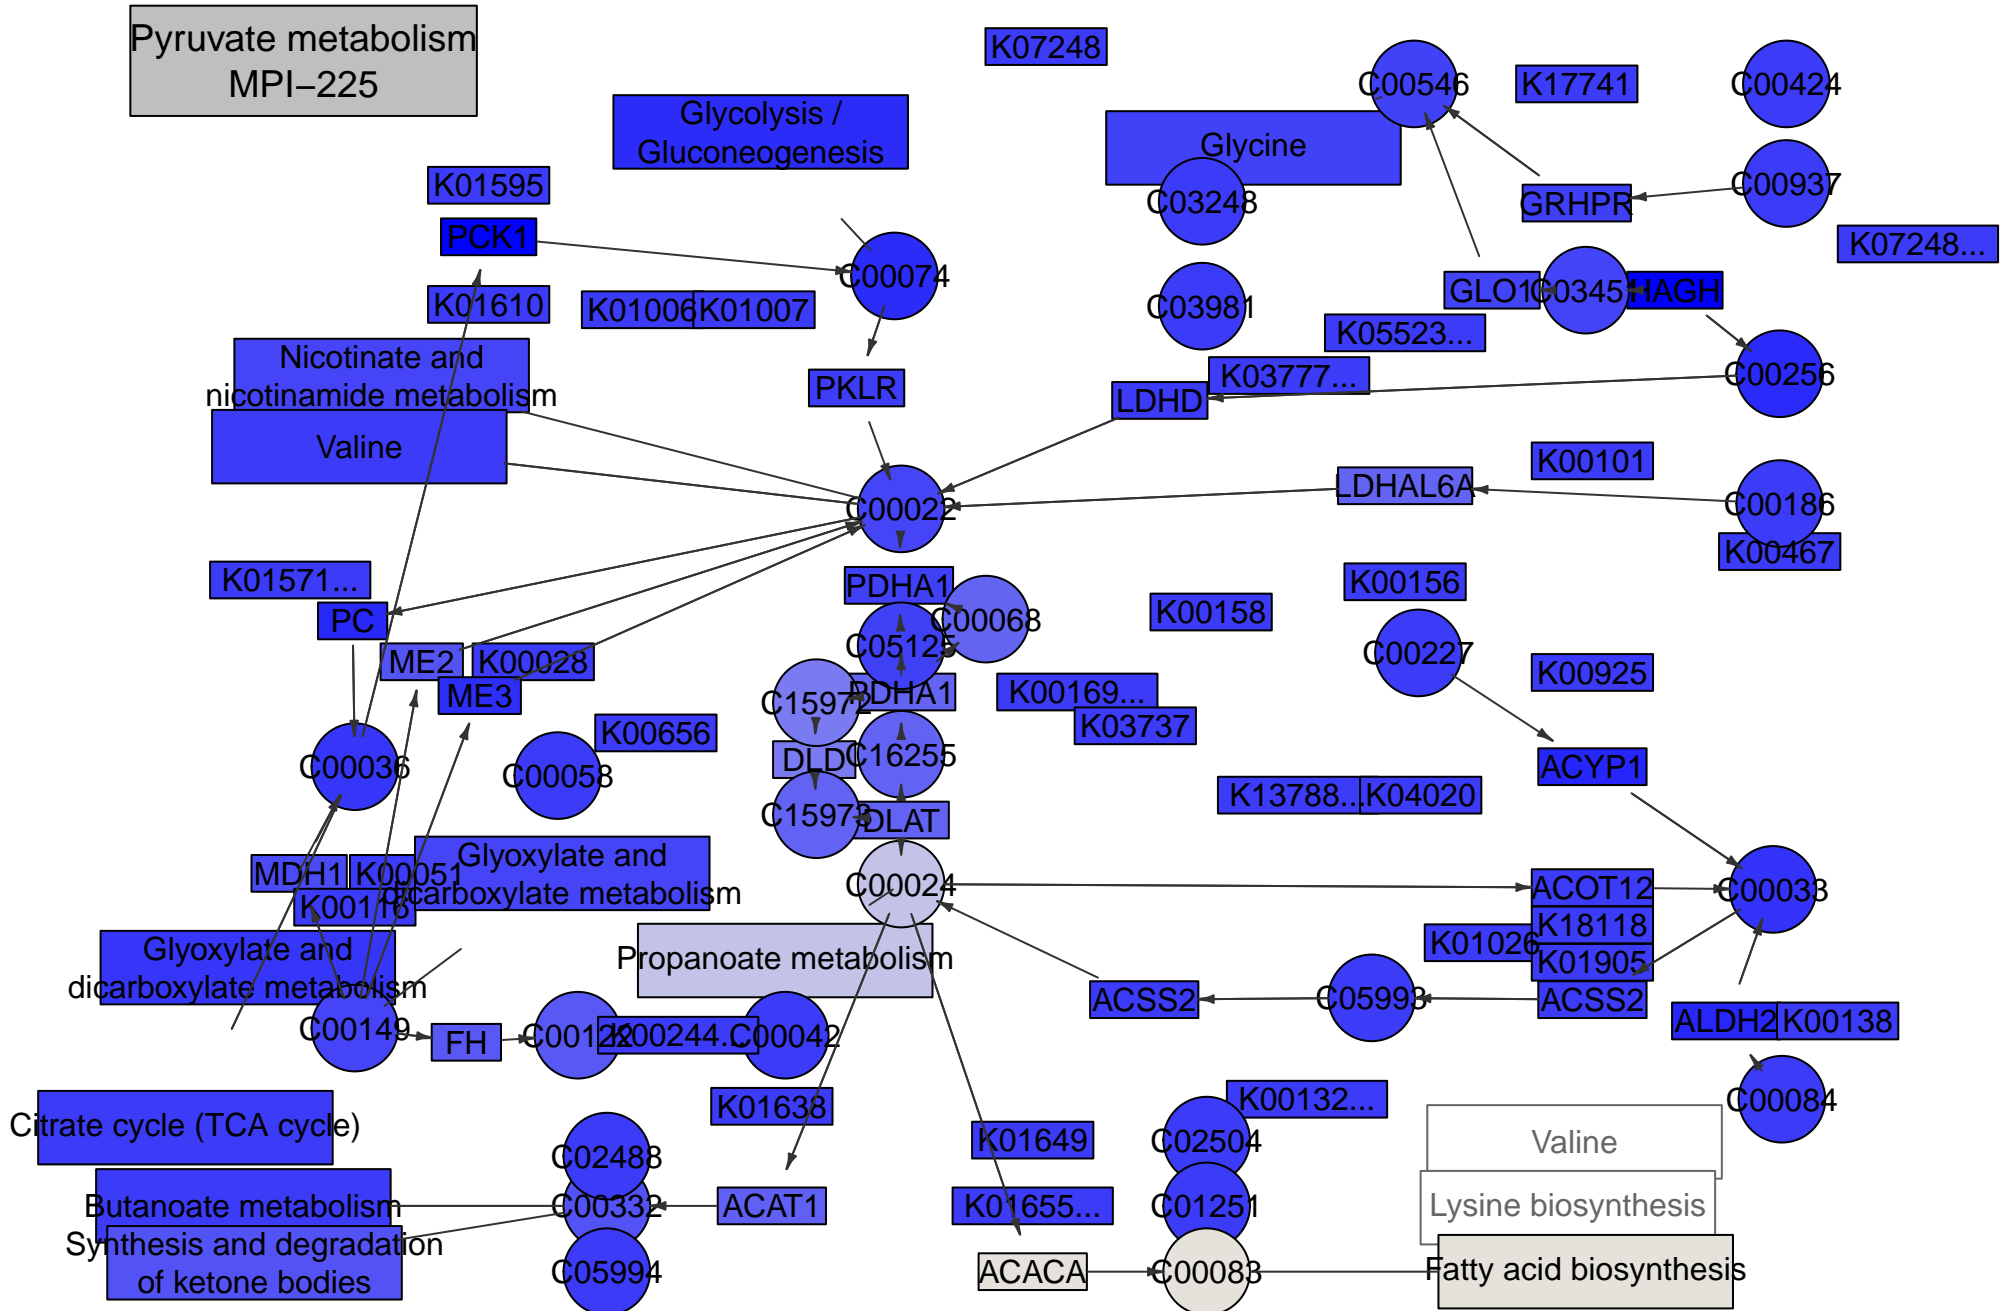 Pyruvate metabolism
MPI−225
K07248
C00546
K17741
C00424
Glycolysis /
Gluconeogenesis
Glycine
K01595
C03248
GRHPR
C00937
PCK1
K07248...
C00074
K01610
K01006
K01007
C03981
GLO1
C03451
HAGH
K05523...
Nicotinate and
nicotinamide metabolism
PKLR
K03777...
LDHD
C00256
Valine
K00101
LDHAL6A
C00186
C00022
K00467
K01571...
PDHA1
K00156
PC
C00068
K00158
C05125
C00227
ME2
K00028
K00925
ME3
C15972
PDHA1
K00169...
K03737
K00656
C00036
C00058
DLD
C16255
ACYP1
K13788...
K04020
C15973
DLAT
MDH1
K00051
Glyoxylate and
dicarboxylate metabolism
K00116
C00024
ACOT12
C00033
K18118
K01026
K01905
Glyoxylate and
dicarboxylate metabolism
Propanoate metabolism
ACSS2
C05993
ACSS2
C00149
FH
C00122
K00244...
C00042
ALDH2
K00138
K01638
K00132...
C00084
Citrate cycle (TCA cycle)
C02488
K01649
C02504
Valine
Butanoate metabolism
C00332
ACAT1
K01655...
C01251
Lysine biosynthesis
Synthesis and degradation
of ketone bodies
C05994
ACACA
C00083
Fatty acid biosynthesis